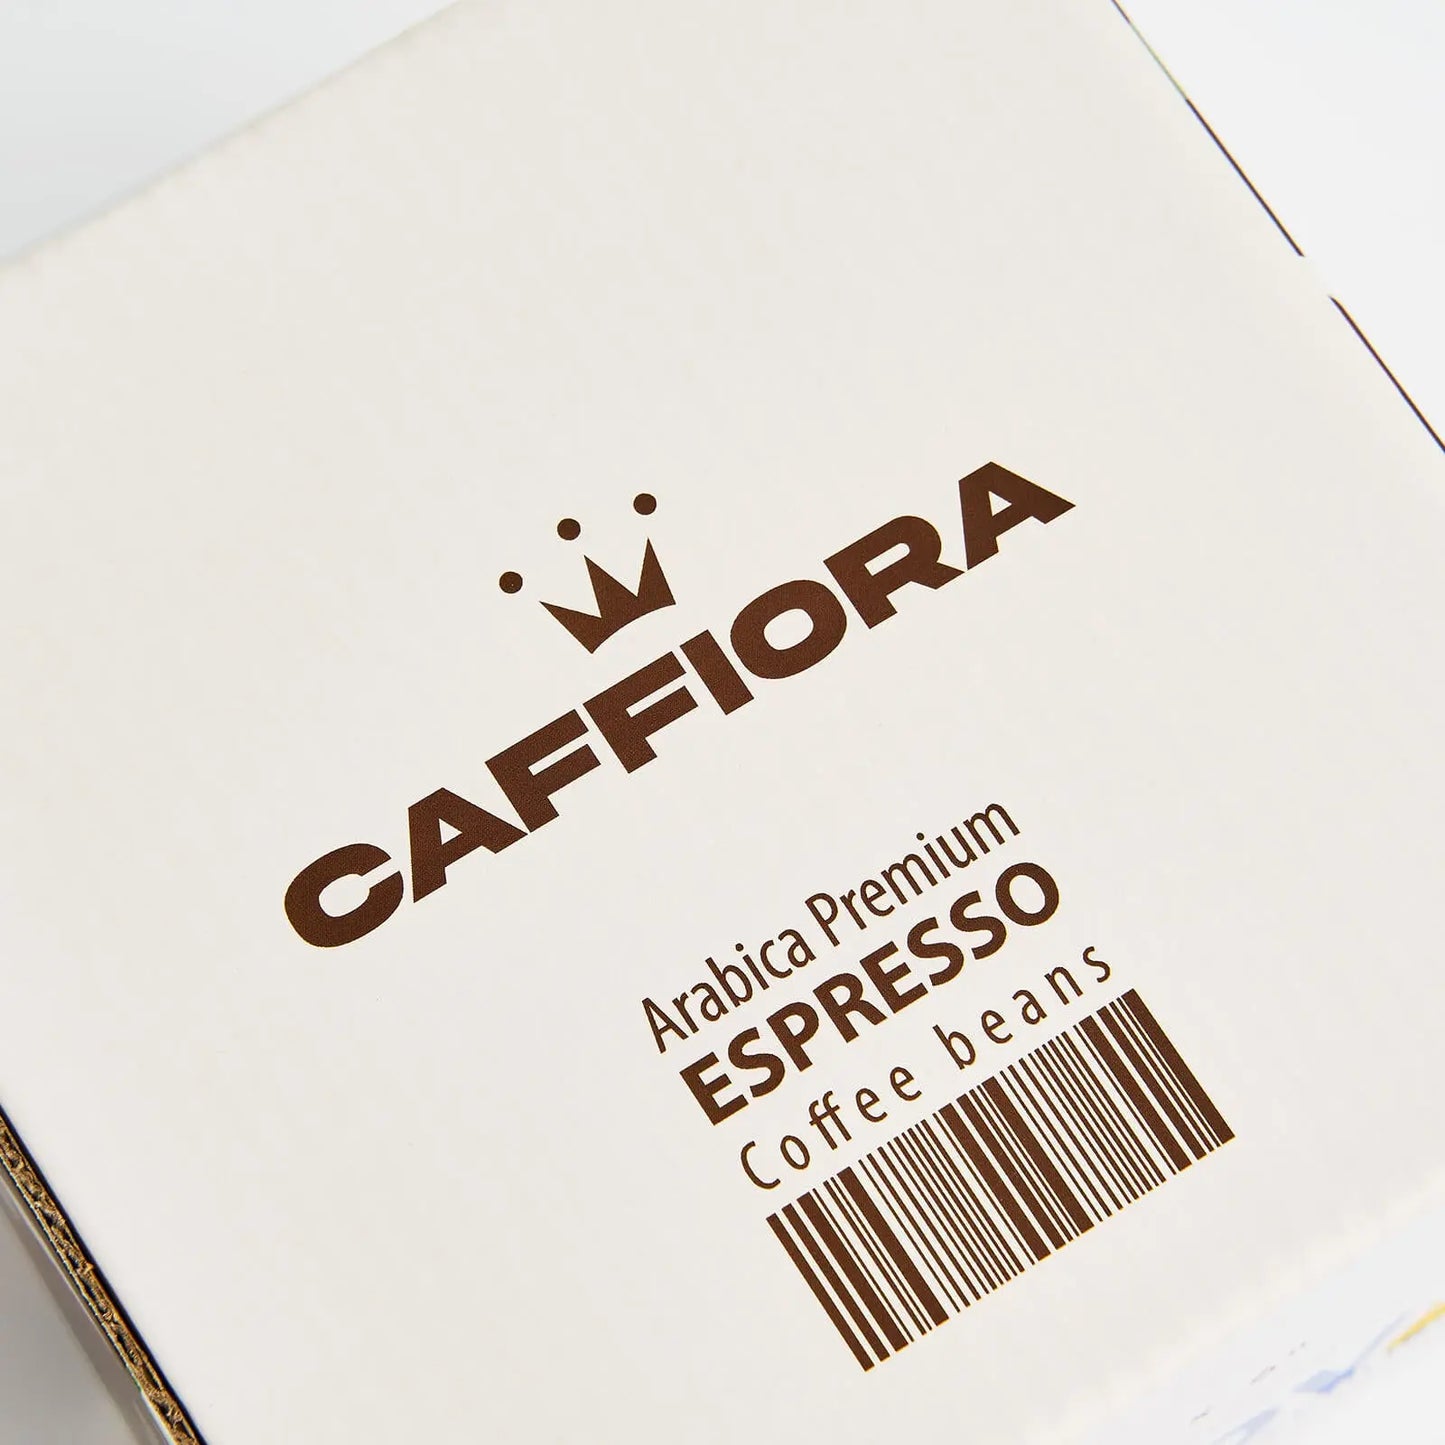 CAFFIORA
Arabica Premium
ESPRESSO
Coffee beans